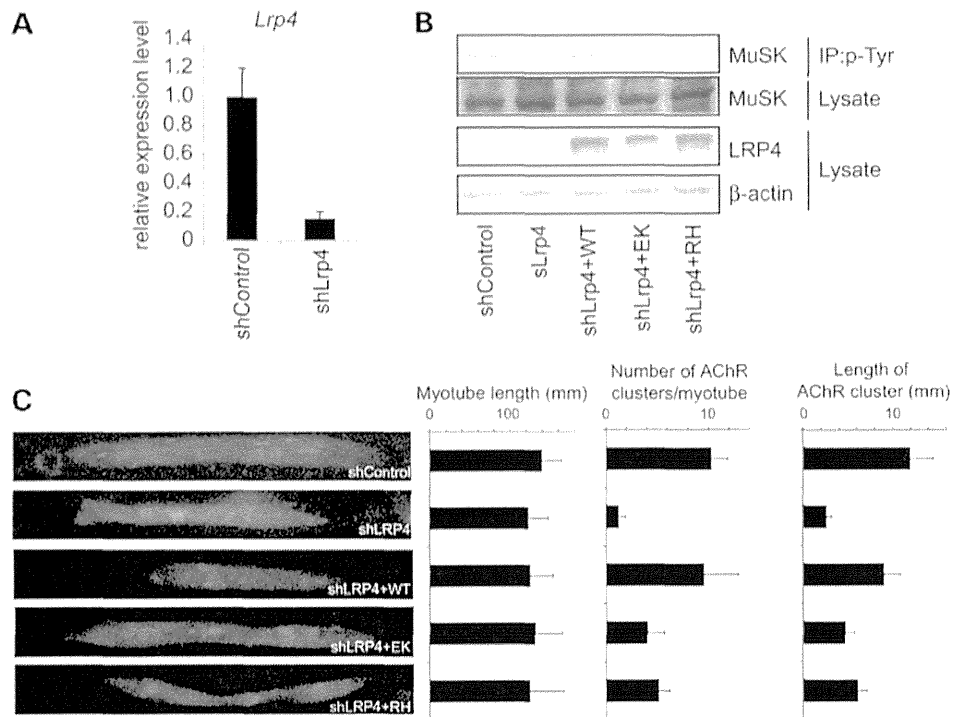 A
Lrp4
relative expression level
1.4
1.2
1.0
0.8
0.6
0.4
0.2
0
shControl
shLrp4
B
MuSK
IP:p-Tyr
MuSK
Lysate
LRP4
β-actin
Lysate
shControl
sLrp4
shLrp4+WT
shLrp4+EK
shLrp4+RH
C
shControl
shLRP4
shLRP4+WT
shLRP4+EK
shLRP4+RH
Myotube length (mm)
0 100
Number of AChR
clusters/myotube
0 10
Length of
AChR cluster (mm)
0 10